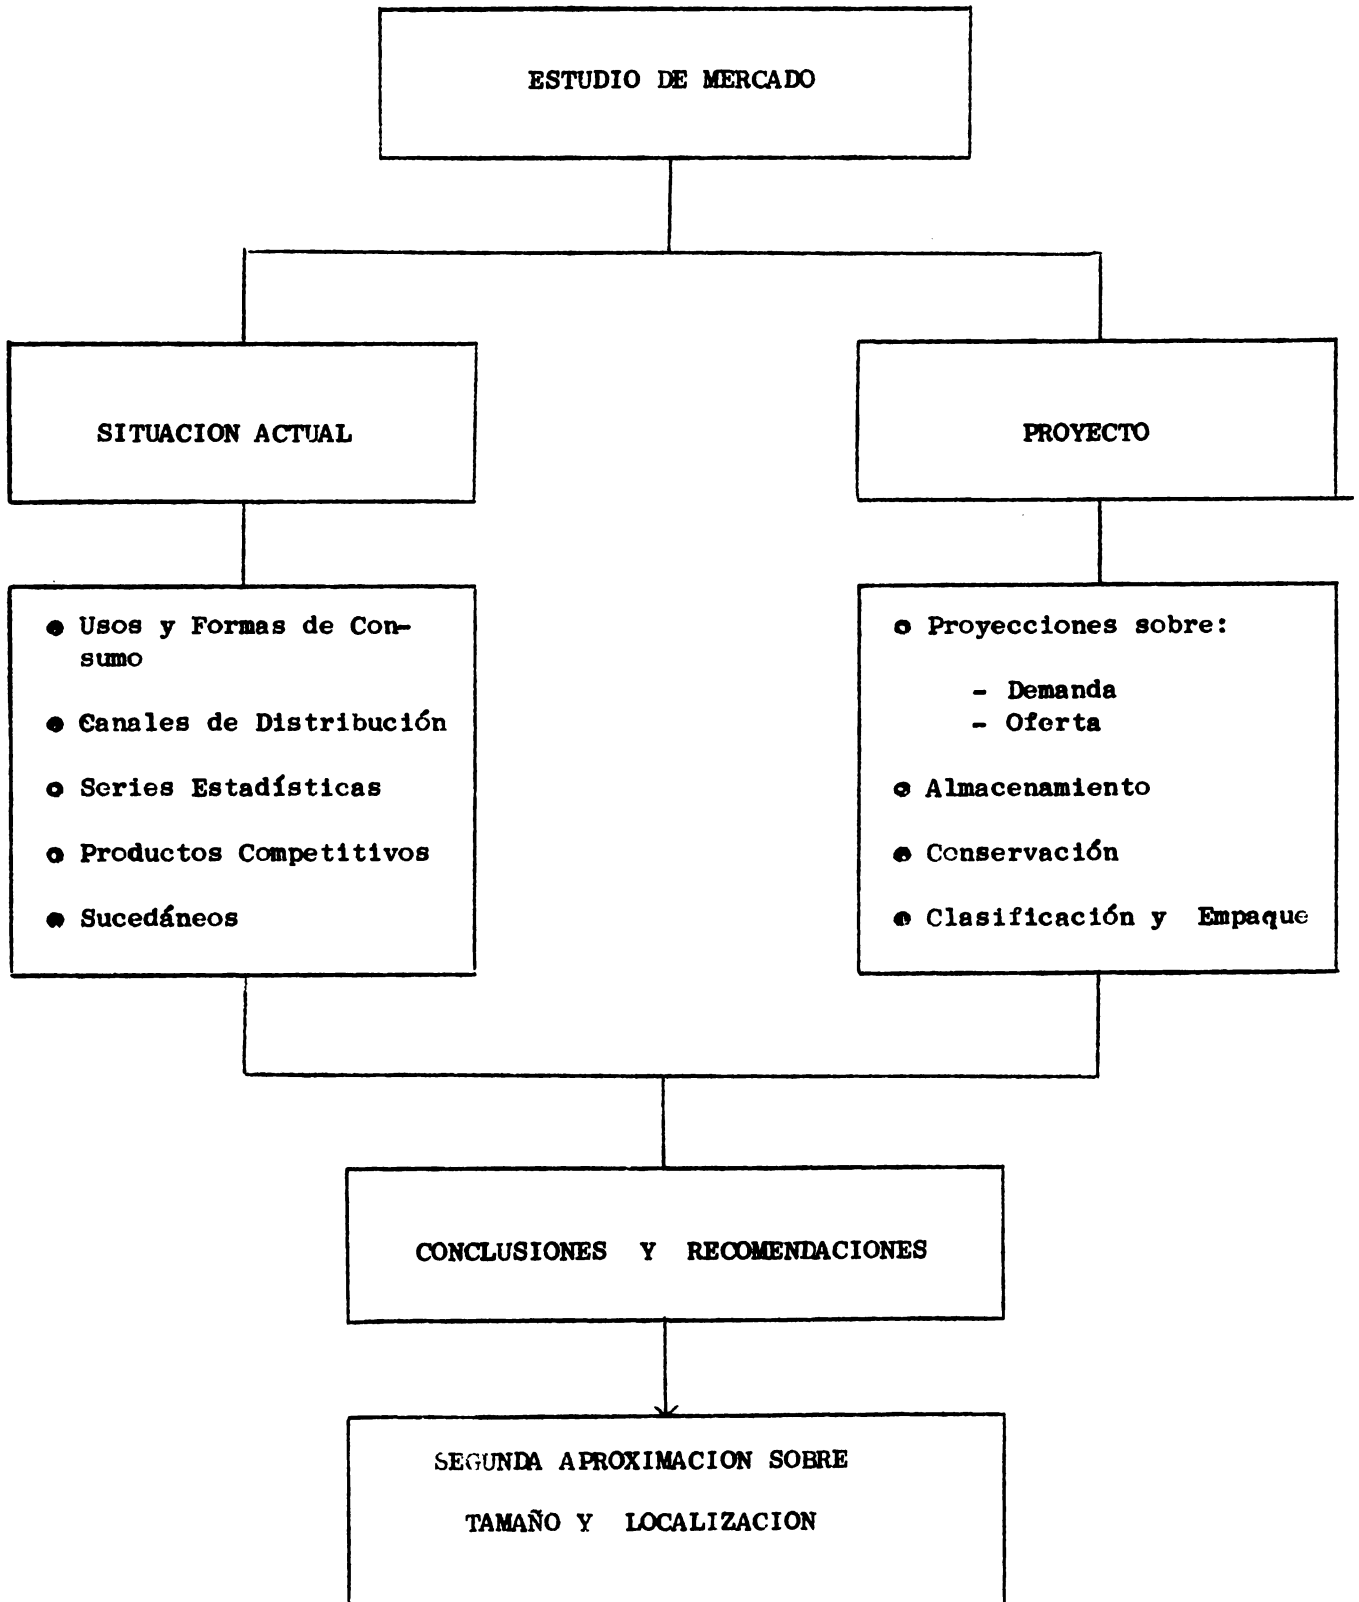 ESTUDIO DE MERCADO
SITUACION ACTUAL
PROYECTO
● Usos y Formas de Con-
sumo
● Canales de Distribución
● Series Estadísticas
● Productos Competitivos
● Sucedáneos
● Proyecciones sobre:
- Demanda
- Oferta
● Almacenamiento
● Conservación
● Clasificación y Empaque
CONCLUSIONES Y RECOMENDACIONES
SEGUNDA APROXIMACION SOBRE
TAMAÑO Y LOCALIZACION